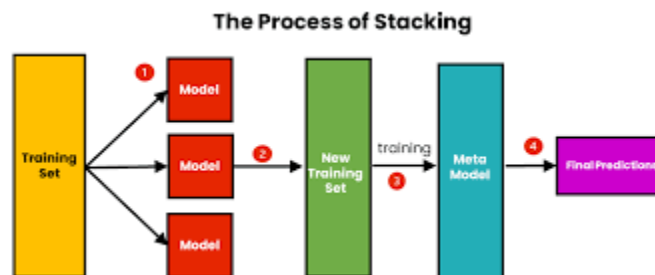 The Process of Stacking
1
Model
Training
Set
Model
2
New
Training
Set
training
3
Meta
Model
4
Final Predictions
Model